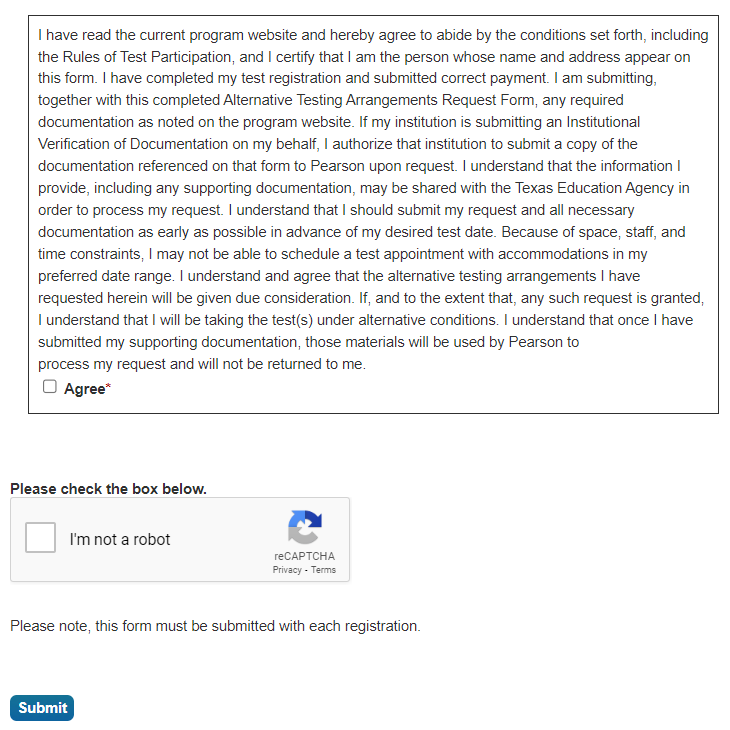 I have read the current program website and hereby agree to abide by the conditions set forth, including
the Rules of Test Participation, and I certify that I am the person whose name and address appear on
this form. I have completed my test registration and submitted correct payment. I am submitting,
together with this completed Alternative Testing Arrangements Request Form, any required
documentation as noted on the program website. If my institution is submitting an Institutional
Verification of Documentation on my behalf, I authorize that institution to submit a copy of the
documentation referenced on that form to Pearson upon request. I understand that the information I
provide, including any supporting documentation, may be shared with the Texas Education Agency in
order to process my request. I understand that I should submit my request and all necessary
documentation as early as possible in advance of my desired test date. Because of space, staff, and
time constraints, I may not be able to schedule a test appointment with accommodations in my
preferred date range. I understand and agree that the alternative testing arrangements I have
requested herein will be given due consideration. If, and to the extent that, any such request is granted,
I understand that I will be taking the test(s) under alternative conditions. I understand that once I have
submitted my supporting documentation, those materials will be used by Pearson to
process my request and will not be returned to me.
Agree*
Please check the box below.
I'm not a robot
reCAPTCHA
Privacy - Terms
Please note, this form must be submitted with each registration.
Submit